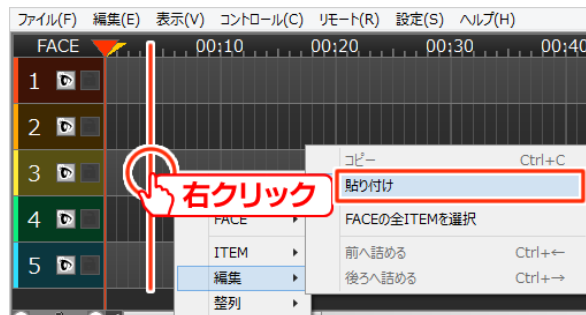 ファイル(F) 編集(E) 表示(V) コントロール(C) リモート(R) 設定(S) ヘルプ(H)
FACE 00:10 00:20 00:30 00:40
1
2
コピー Ctrl+C
3 貼り付け
右クリック
4 FACE FACEの全ITEMを選択
ITEM 前へ詰める Ctrl+←
5 編集 後ろへ詰める Ctrl+→
整列